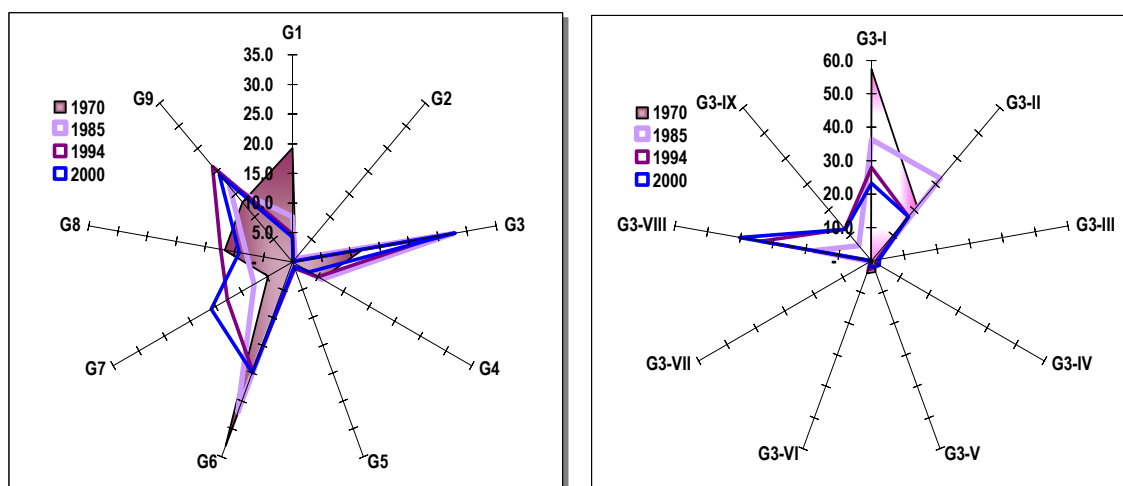 G1
35.0
30.0
25.0
20.0
15.0
10.0
5.0
-
G2
G3
G4
G5
G6
G7
G8
G9
1970
1985
1994
2000
G3-I
60.0
50.0
40.0
30.0
20.0
10.0
-
G3-II
G3-III
G3-IV
G3-V
G3-VI
G3-VII
G3-VIII
G3-IX
1970
1985
1994
2000